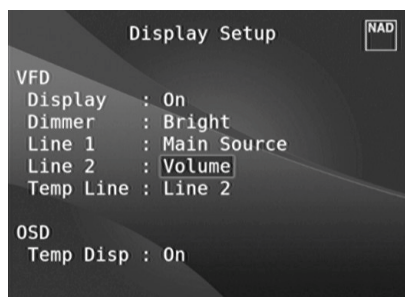 Display Setup
NAD
VFD
Display : On
Dimmer : Bright
Line 1 : Main Source
Line 2 : Volume
Temp Line : Line 2
OSD
Temp Disp : On